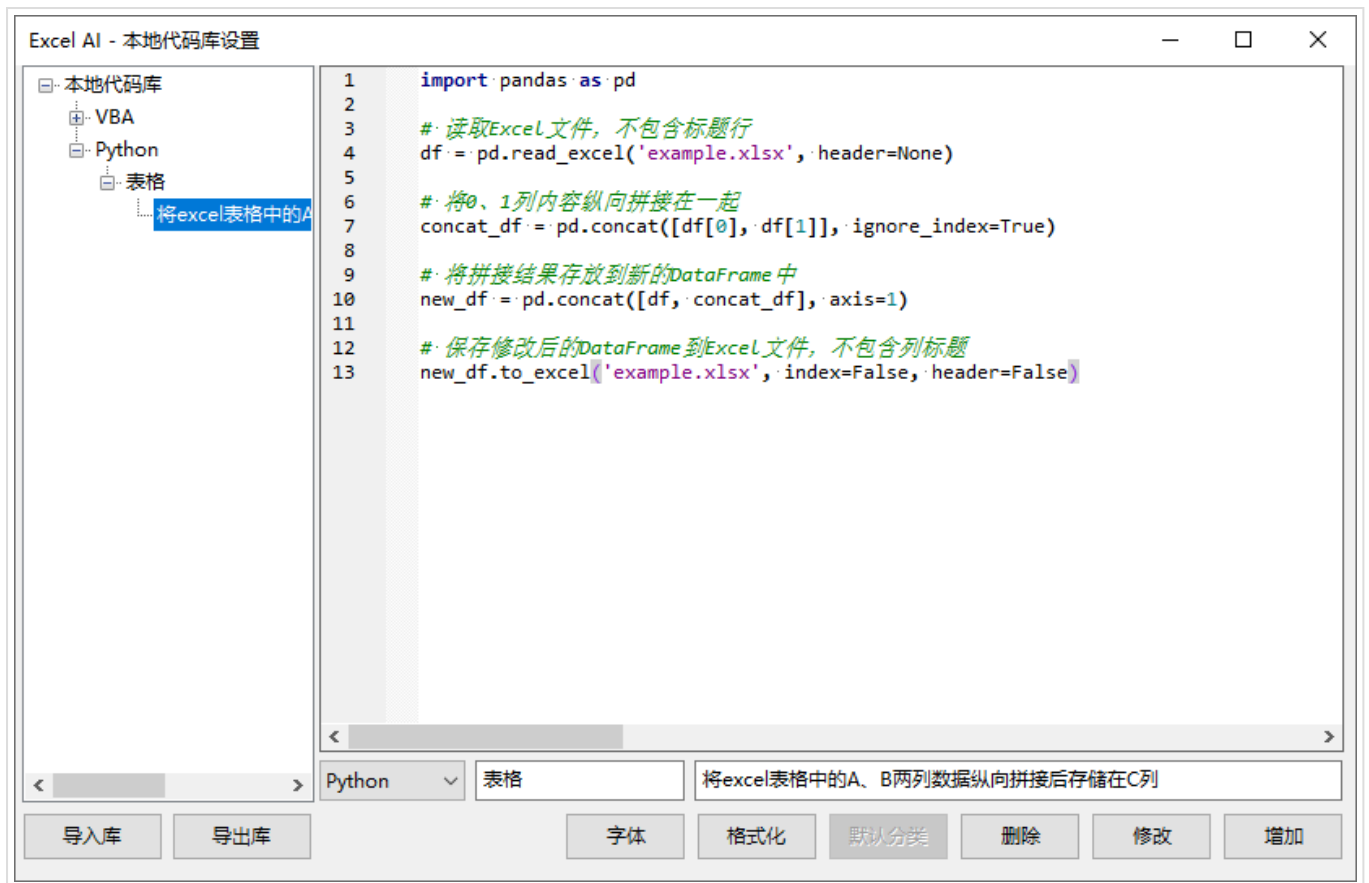 Excel AI - 本地代码库设置
本地代码库
VBA
Python
表格
将excel表格中的A
1 import pandas as pd
2
3 # 读取Excel文件，不包含标题行
4 df = pd.read_excel('example.xlsx', header=None)
5
6 # 将0、1列内容纵向拼接在一起
7 concat_df = pd.concat([df[0], df[1]], ignore_index=True)
8
9 # 将拼接结果存放到新的DataFrame中
10 new_df = pd.concat([df, concat_df], axis=1)
11
12 # 保存修改后的DataFrame到Excel文件，不包含列标题
13 new_df.to_excel('example.xlsx', index=False, header=False)
Python 表格 将excel表格中的A、B两列数据纵向拼接后存储在C列
导入库 导出库 字体 格式化 默认分类 删除 修改 增加